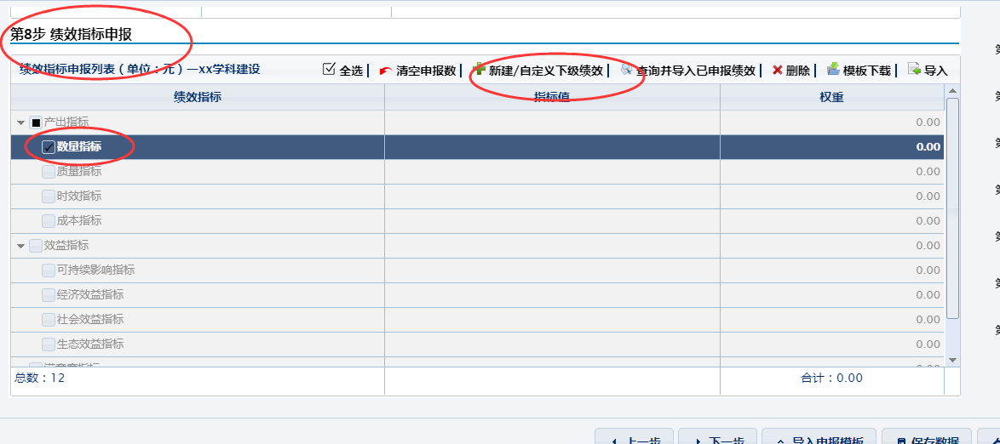 第8步 绩效指标申报
绩效指标申报列表（单位：元）—xx学科建设 全选 清空申报数 新建/自定义下级绩效 查询并导入已申报绩效 删除 模板下载 导入
绩效指标 指标值 权重
产出指标 0.00
数量指标 0.00
质量指标 0.00
时效指标 0.00
成本指标 0.00
效益指标 0.00
可持续影响指标 0.00
经济效益指标 0.00
社会效益指标 0.00
生态效益指标 0.00
满意度指标 0.00
总数：12 合计：0.00
上一步 下一步 导入申报模板 保存数据